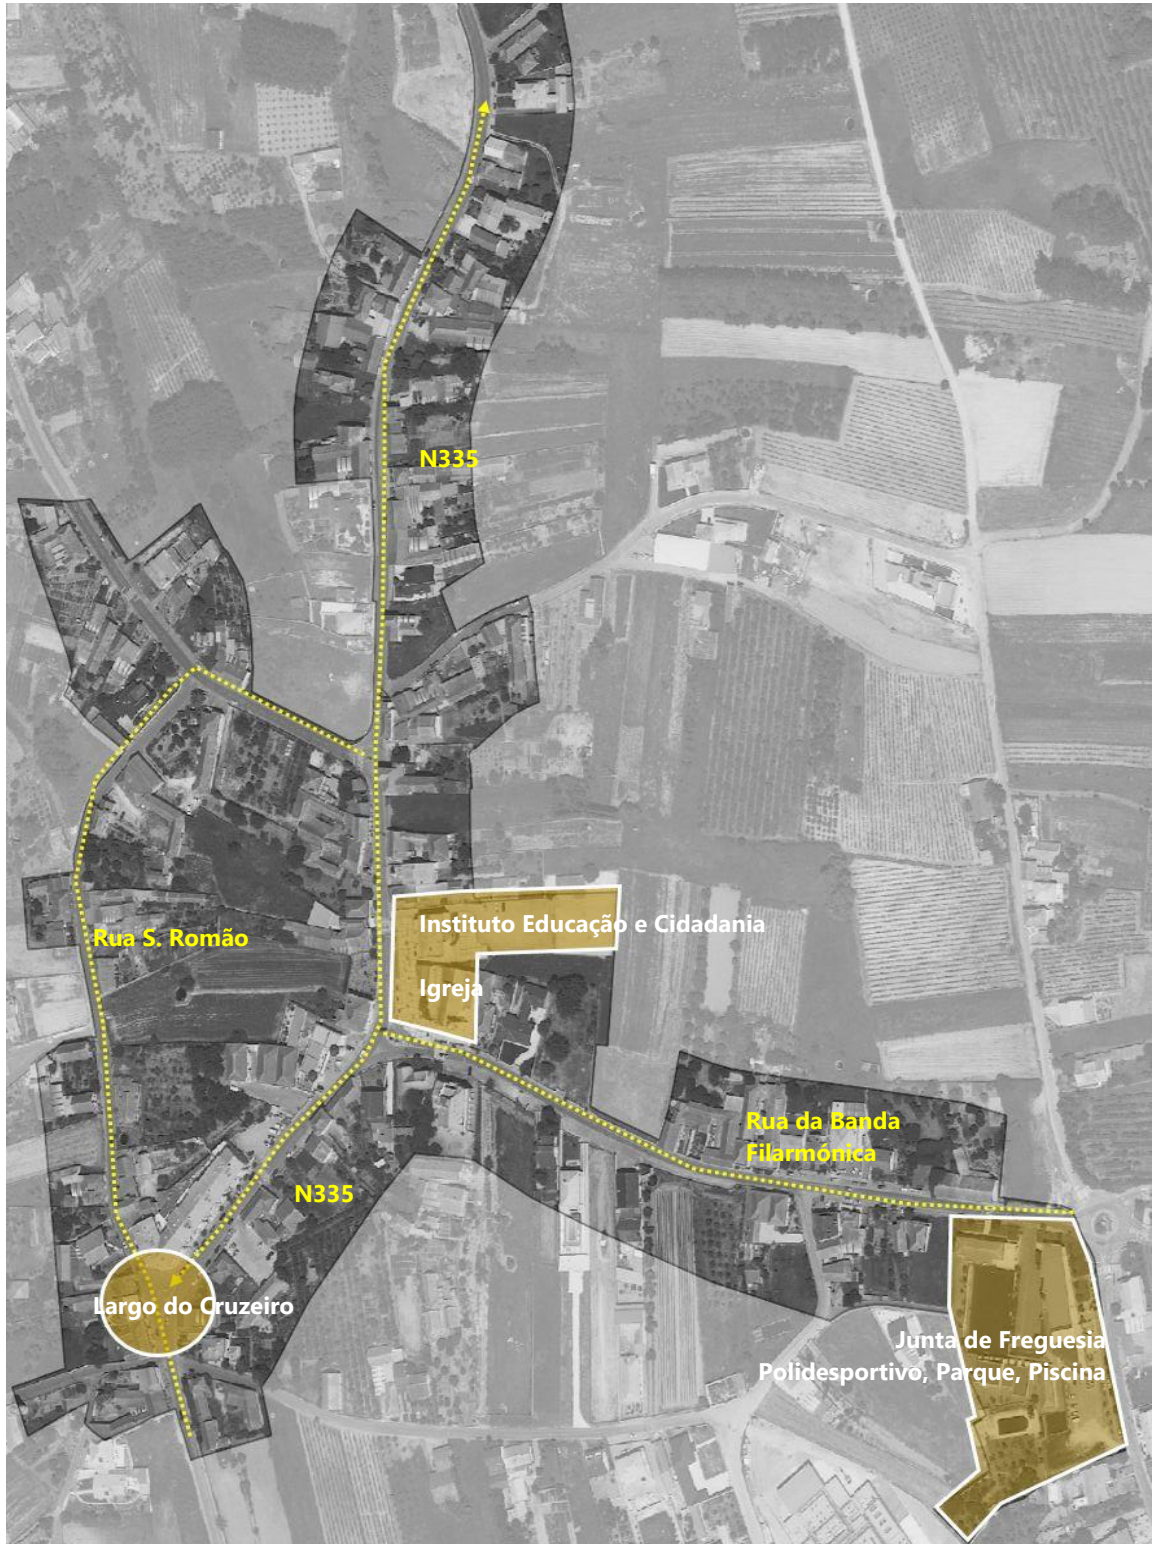 N335
Instituto Educação e Cidadania
Rua S. Romão
Igreja
Rua da Banda
Filarmónica
N335
Largo do Cruzeiro
Junta de Freguesia
Polidesportivo, Parque, Piscina